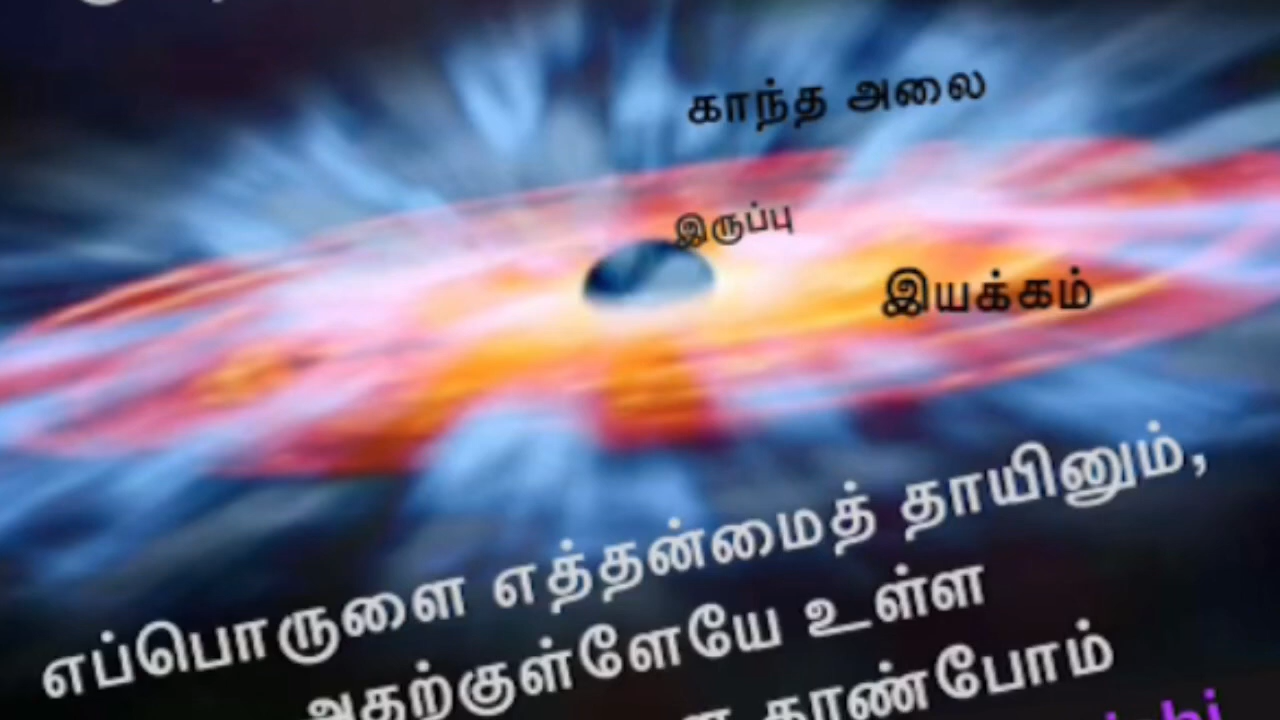 காந்த அலை
இருப்பு
இயக்கம்
எப்பொருளை எத்தன்மைத் தாயினும்,
அதற்குள்ளேயே உள்ள
காண்போம்